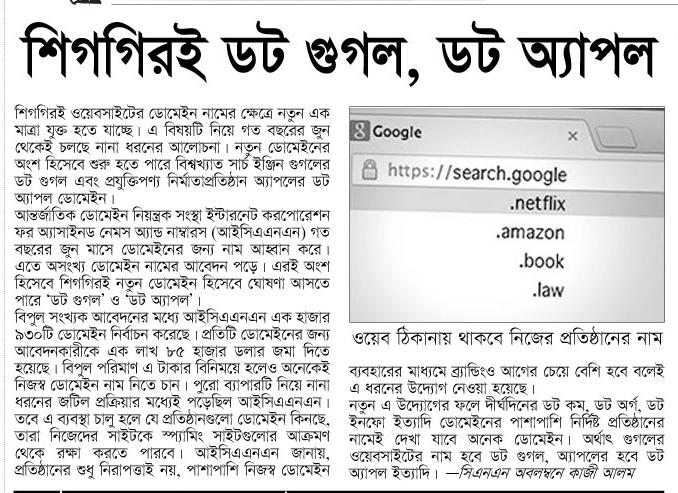 শিগগিরই ডট গুগল, ডট অ্যাপল
শিগগিরই ওয়েবসাইটের ডোমেইন নামের ক্ষেত্রে নতুন এক
মাত্রা যুক্ত হতে যাচ্ছে। এ বিষয়টি নিয়ে গত বছরের জুন
থেকেই চলছে নানা ধরনের আলোচনা। নতুন ডোমেইনের
অংশ হিসেবে শুরু হতে পারে বিশ্বখ্যাত সার্চ ইঞ্জিন গুগলের
ডট গুগল এবং প্রযুক্তিপণ্য নির্মাতাপ্রতিষ্ঠান অ্যাপলের ডট
অ্যাপল ডোমেইন।
আন্তর্জাতিক ডোমেইন নিয়ন্ত্রক সংস্থা ইন্টারনেট করপোরেশন
ফর অ্যাসাইনড নেমস অ্যান্ড নাম্বারস (আইসিএএনএন) গত
বছরের জুন মাসে ডোমেইনের জন্য নাম আহ্বান করে।
এতে অসংখ্য ডোমেইন নামের আবেদন পড়ে। এরই অংশ
হিসেবে শিগগিরই নতুন ডোমেইন হিসেবে ঘোষণা আসতে
পারে ‘ডট গুগল’ ও ‘ডট অ্যাপল’।
বিপুল সংখ্যক আবেদনের মধ্যে আইসিএএনএন এক হাজার
৯৩০টি ডোমেইন নির্বাচন করেছে। প্রতিটি ডোমেইনের জন্য
আবেদনকারীকে এক লাখ ৮৫ হাজার ডলার জমা দিতে
হয়েছে। বিপুল পরিমাণ এ টাকার বিনিময়ে হলেও অনেকেই
নিজস্ব ডোমেইন নাম নিতে চান। পুরো ব্যাপারটি নিয়ে নানা
ধরনের জটিল প্রক্রিয়ার মধ্যেই পড়েছিল আইসিএএনএন।
তবে এ ব্যবস্থা চালু হলে যে প্রতিষ্ঠানগুলো ডোমেইন কিনছে,
তারা নিজেদের সাইটকে স্প্যামিং সাইটগুলোর আক্রমণ
থেকে রক্ষা করতে পারবে। আইসিএএনএন জানায়,
প্রতিষ্ঠানের শুধু নিরাপত্তাই নয়, পাশাপাশি নিজস্ব ডোমেইন
Google
https://search.google
.netflix
.amazon
.book
.law
ওয়েব ঠিকানায় থাকবে নিজের প্রতিষ্ঠানের নাম
ব্যবহারের মাধ্যমে ব্র্যান্ডিংও আগের চেয়ে বেশি হবে বলেই
এ ধরনের উদ্যোগ নেওয়া হয়েছে।
নতুন এ উদ্যোগের ফলে দীর্ঘদিনের ডট কম, ডট অর্গ, ডট
ইনফো ইত্যাদি ডোমেইনের পাশাপাশি নির্দিষ্ট প্রতিষ্ঠানের
নামেই দেখা যাবে অনেক ডোমেইন। অর্থাৎ গুগলের
ওয়েবসাইটের নাম হবে ডট গুগল, অ্যাপলের হবে ডট
অ্যাপল ইত্যাদি। —সিএনএন অবলম্বনে কাজী আলম